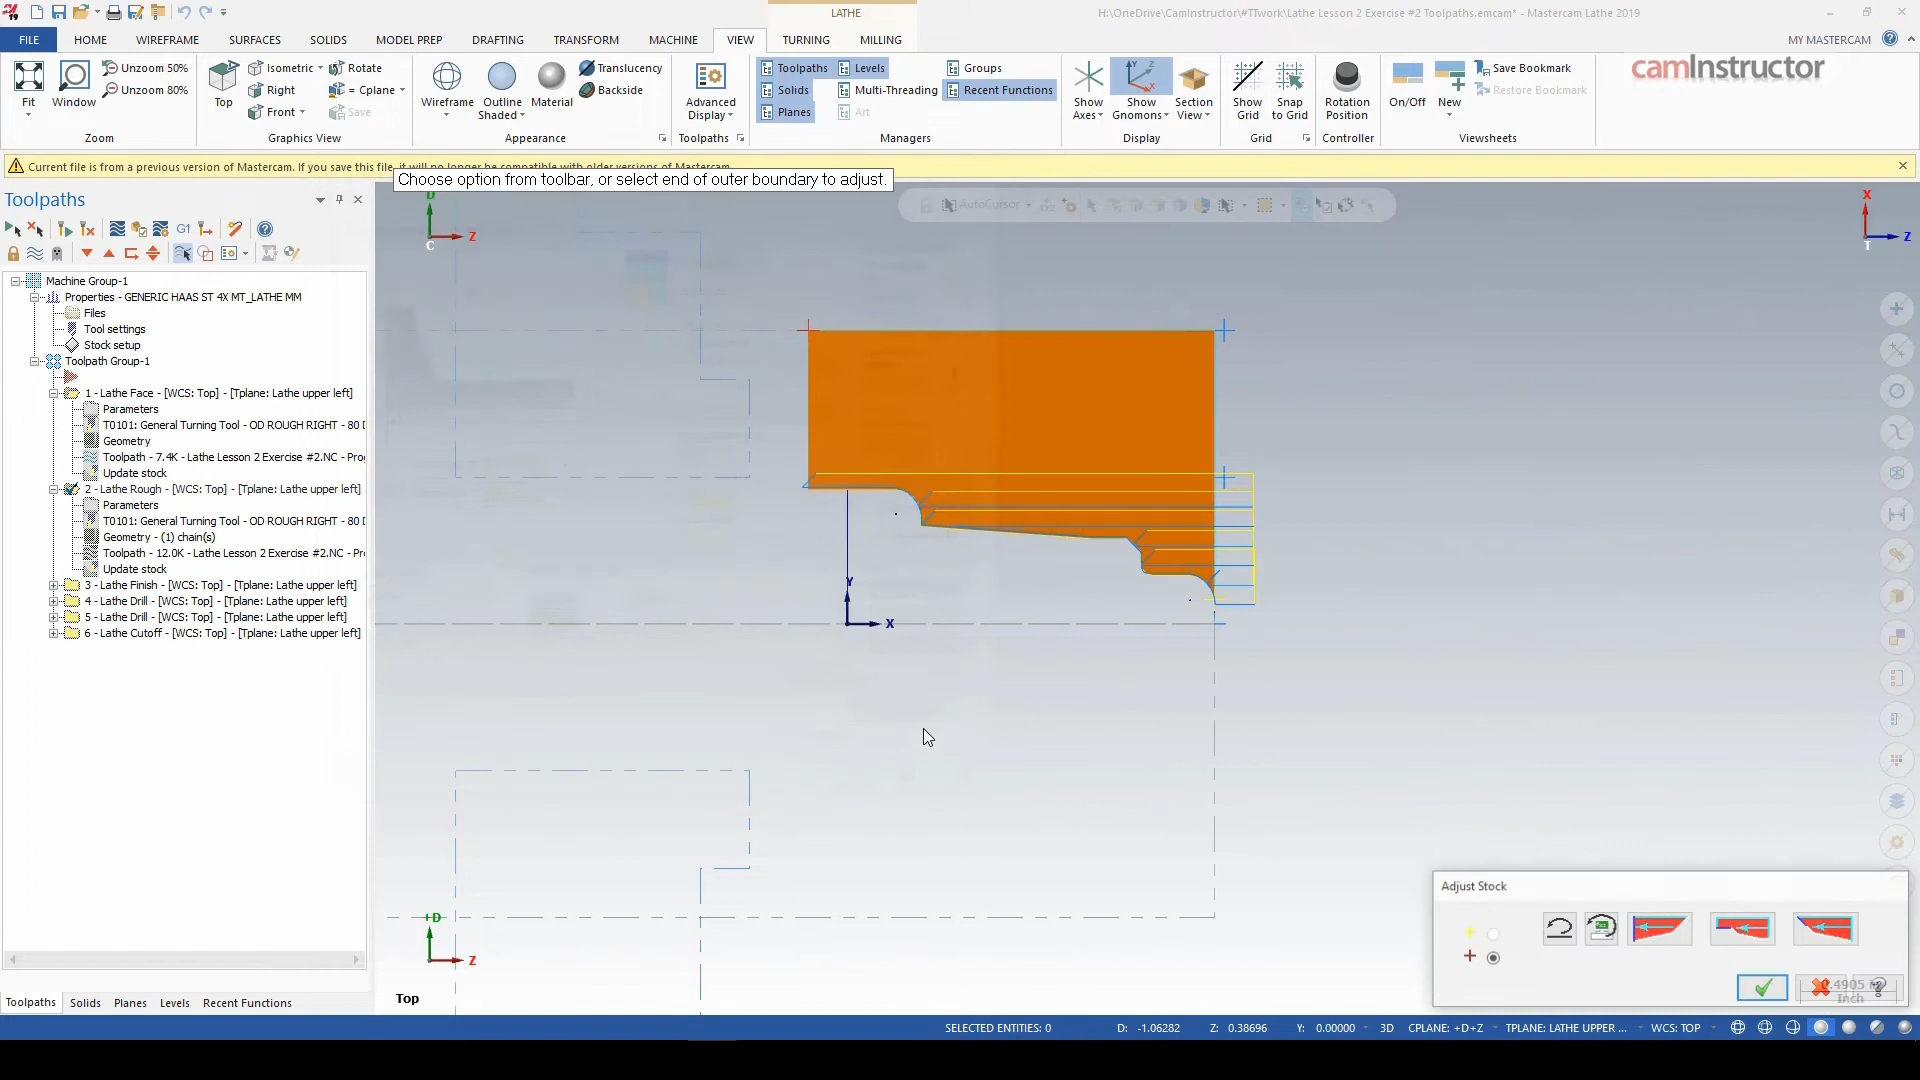 LATHE
H:\OneDrive\CamInstructor\#TTwork\Lathe Lesson 2 Exercise #2 Toolpaths.emcam* - Mastercam Lathe 2019
FILE HOME WIREFRAME SURFACES SOLIDS MODEL PREP DRAFTING TRANSFORM MACHINE VIEW TURNING MILLING MY MASTERCAM
Fit
Window
Unzoom 50%
Unzoom 80%
Zoom
Top
Isometric
Right
Front
Rotate
= Cplane
Save
Graphics View
Wireframe
Outline Shaded
Material
Translucency
Backside
Appearance
Advanced Display
Toolpaths
Toolpaths
Solids
Planes
Levels
Multi-Threading
Art
Groups
Recent Functions
Managers
Show Axes
Show Gnomons
Section View
Display
Show Grid
Snap to Grid
Grid
Rotation Position
Controller
On/Off
New
Save Bookmark
Restore Bookmark
Viewsheets
camInstructor
Current file is from a previous version of Mastercam. If you save this file, it will no longer be compatible with older versions of Mastercam.
Choose option from toolbar, or select end of outer boundary to adjust.
AutoCursor
Toolpaths
G1
Machine Group-1
Properties - GENERIC HAAS ST 4X MT_LATHE MM
Files
Tool settings
Stock setup
Toolpath Group-1
1 - Lathe Face - [WCS: Top] - [Tplane: Lathe upper left]
Parameters
T0101: General Turning Tool - OD ROUGH RIGHT - 80 D
Geometry
Toolpath - 7.4K - Lathe Lesson 2 Exercise #2.NC - Pro
Update stock
2 - Lathe Rough - [WCS: Top] - [Tplane: Lathe upper left]
Parameters
T0101: General Turning Tool - OD ROUGH RIGHT - 80 D
Geometry - (1) chain(s)
Toolpath - 12.0K - Lathe Lesson 2 Exercise #2.NC - Pr
Update stock
3 - Lathe Finish - [WCS: Top] - [Tplane: Lathe upper left]
4 - Lathe Drill - [WCS: Top] - [Tplane: Lathe upper left]
5 - Lathe Drill - [WCS: Top] - [Tplane: Lathe upper left]
6 - Lathe Cutoff - [WCS: Top] - [Tplane: Lathe upper left]
D
Z
C
X
Z
T
Y
X
+D
Z
Top
Adjust Stock
Inch
Toolpaths Solids Planes Levels Recent Functions
SELECTED ENTITIES: 0 D: -1.06282 Z: 0.38696 Y: 0.00000 3D CPLANE: +D+Z TPLANE: LATHE UPPER ... WCS: TOP